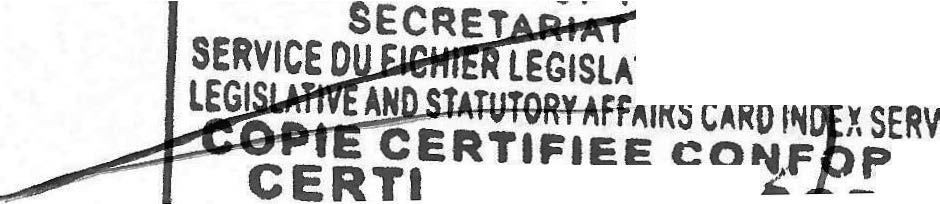 SECRETARIAT
SERVICE DU FICHIER LEGISLA
LEGISLATIVE AND STATUTORY AFFAIRS CARD INDEX SERV
COPIE CERTIFIEE CONFOR
CERTI